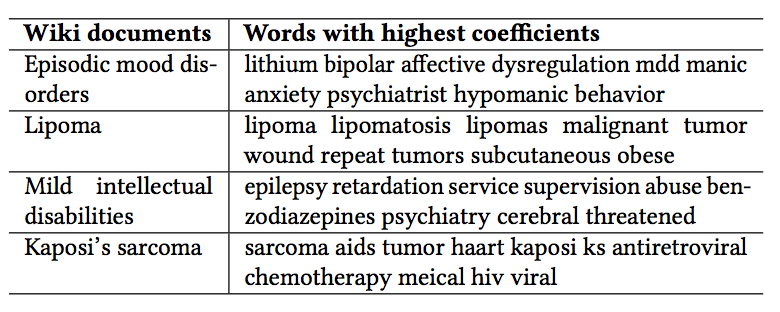 Wiki documents Words with highest coefficients
Episodic mood dis- lithium bipolar affective dysregulation mdd manic
orders anxiety psychiatrist hypomanic behavior
Lipoma lipoma lipomatosis lipomas malignant tumor
wound repeat tumors subcutaneous obese
Mild intellectual epilepsy retardation service supervision abuse ben-
disabilities zodiazepines psychiatry cerebral threatened
Kaposi's sarcoma sarcoma aids tumor haart kaposi ks antiretroviral
chemotherapy meical hiv viral